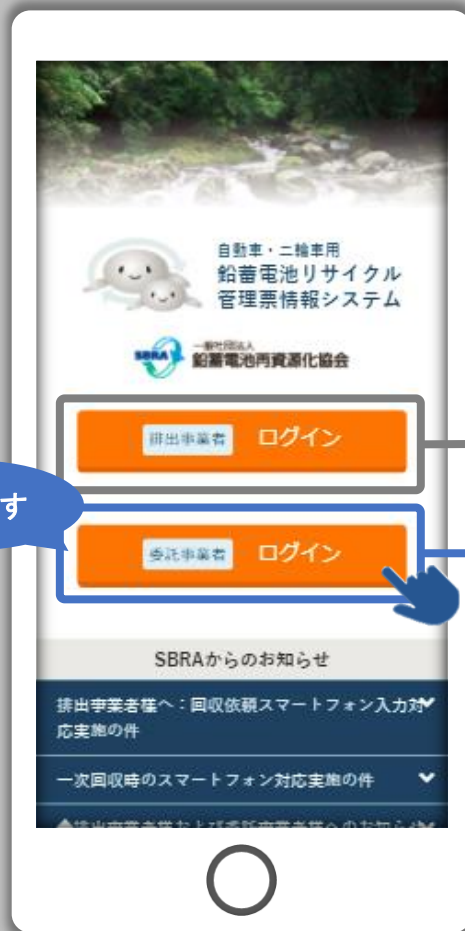 自動車・二輪車用
鉛蓄電池リサイクル
管理票情報システム
SBRA
一般社団法人
鉛蓄電池再資源化協会
排出事業者 ログイン
す
委託事業者 ログイン
SBRAからのお知らせ
排出事業者様へ：回収依頼スマートフォン入力対
応実施の件
一次回収時のスマートフォン対応実施の件